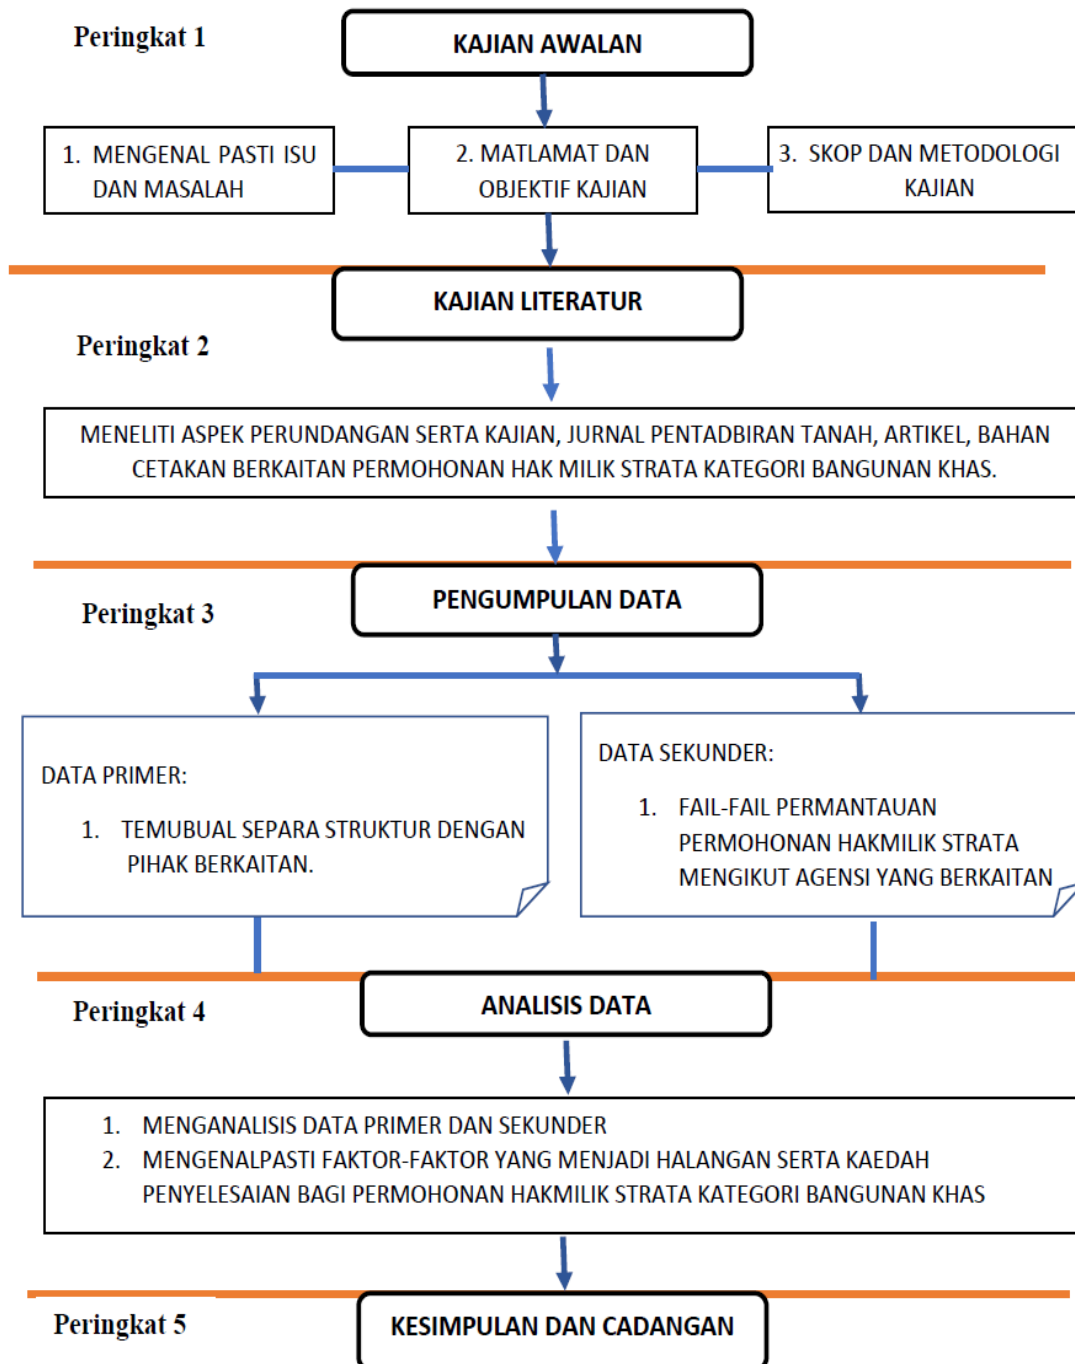 Peringkat 1
KAJIAN AWALAN
1. MENGENAL PASTI ISU
DAN MASALAH
2. MATLAMAT DAN
OBJEKTIF KAJIAN
3. SKOP DAN METODOLOGI
KAJIAN
KAJIAN LITERATUR
Peringkat 2
MENELITI ASPEK PERUNDANGAN SERTA KAJIAN, JURNAL PENTADBIRAN TANAH, ARTIKEL, BAHAN
CETAKAN BERKAITAN PERMOHONAN HAK MILIK STRATA KATEGORI BANGUNAN KHAS.
PENGUMPULAN DATA
Peringkat 3
DATA PRIMER:
1. TEMUBUAL SEPARA STRUKTUR DENGAN
PIHAK BERKAITAN.
DATA SEKUNDER:
1. FAIL-FAIL PERMANTAUAN
PERMOHONAN HAKMILIK STRATA
MENGIKUT AGENSI YANG BERKAITAN
ANALISIS DATA
Peringkat 4
1. MENGANALISIS DATA PRIMER DAN SEKUNDER
2. MENGENALPASTI FAKTOR-FAKTOR YANG MENJADI HALANGAN SERTA KAEDAH
PENYELESAIAN BAGI PERMOHONAN HAKMILIK STRATA KATEGORI BANGUNAN KHAS
Peringkat 5
KESIMPULAN DAN CADANGAN